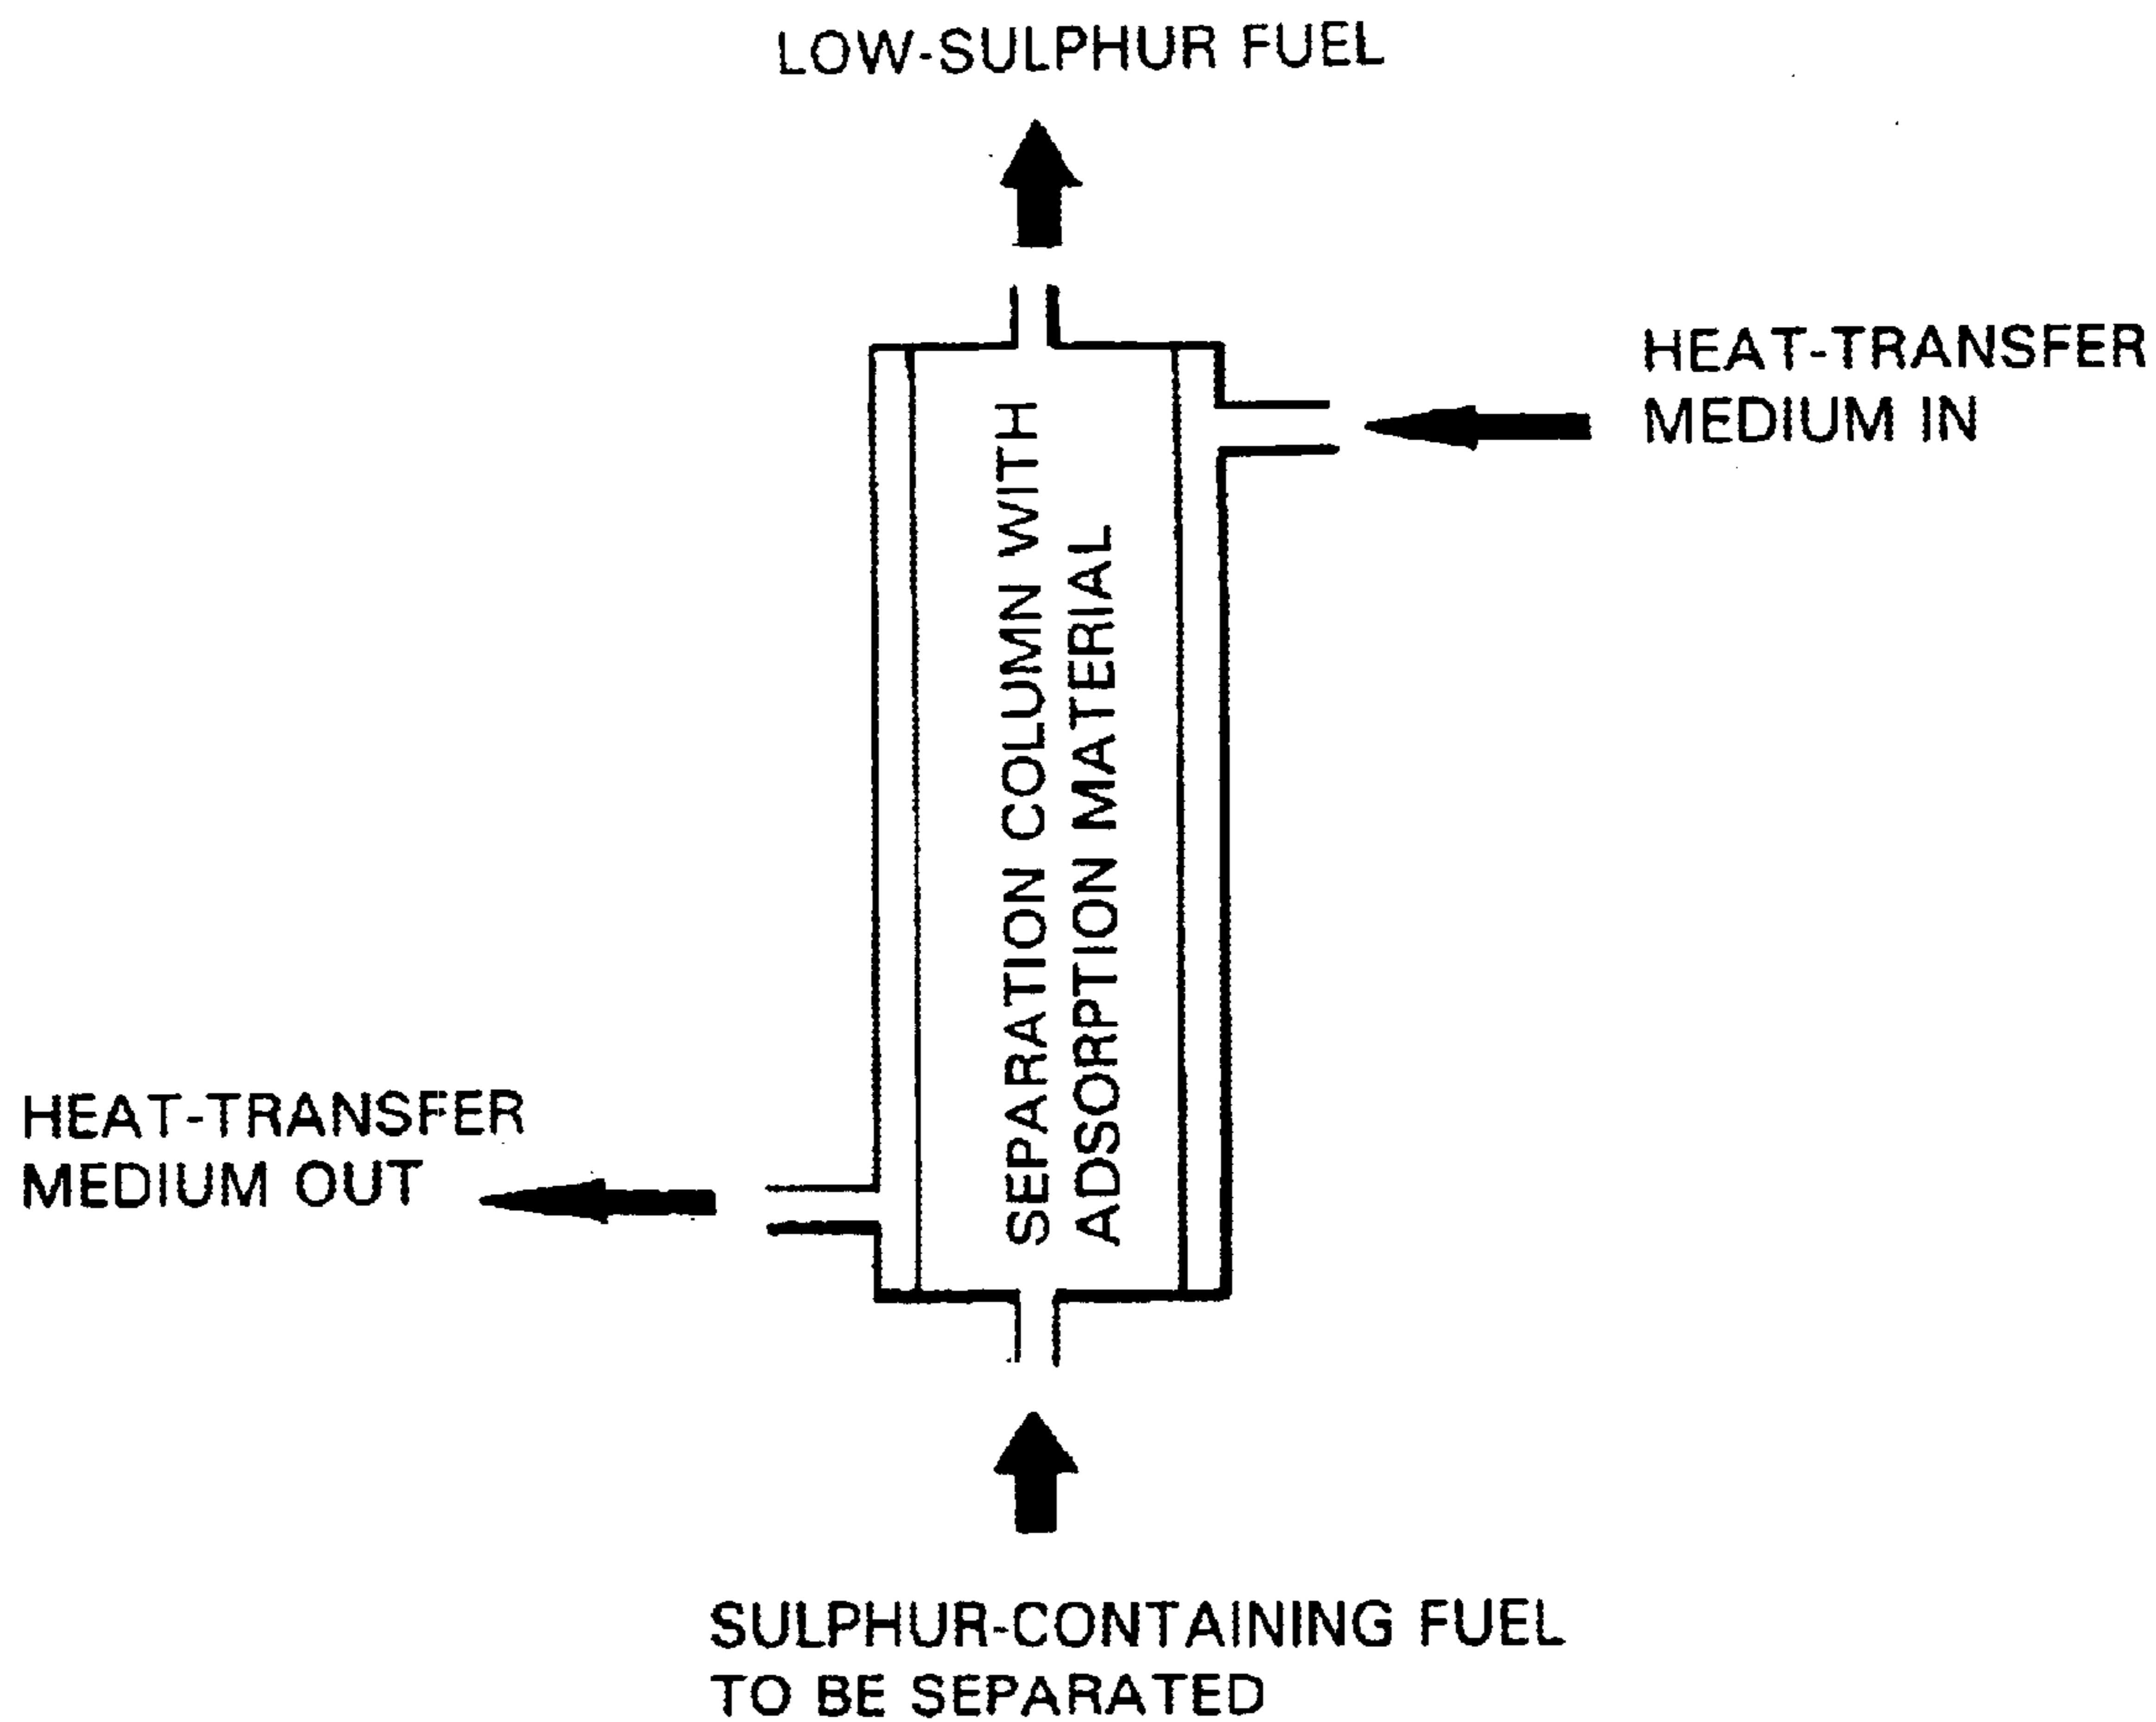 LOW-SULPHUR FUEL
HEAT-TRANSFER
MEDIUM IN
SEPARATION COLUMN WITH
ADSORPTION MATERIAL
HEAT-TRANSFER
MEDIUM OUT
SULPHUR-CONTAINING FUEL
TO BE SEPARATED